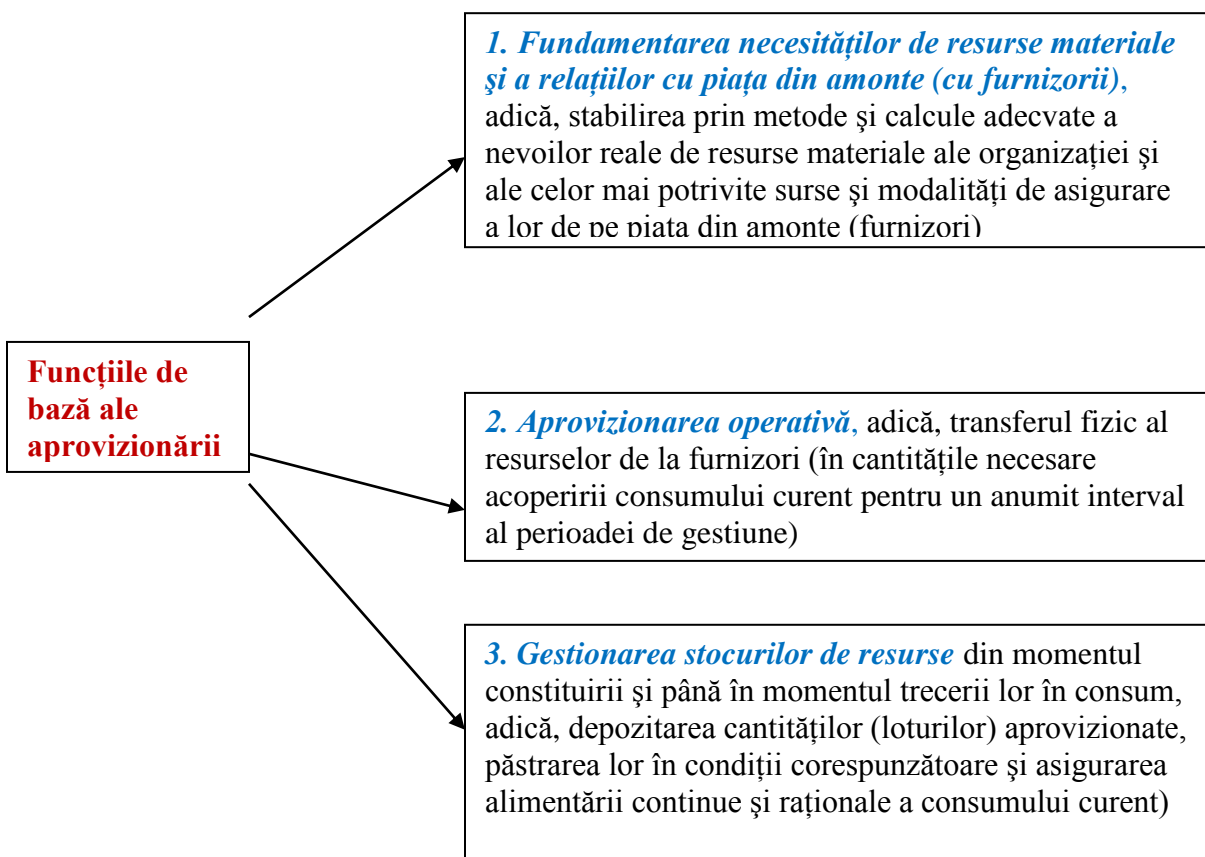 1. Fundamentarea necesităților de resurse materiale
şi a relațiilor cu piața din amonte (cu furnizorii),
adică, stabilirea prin metode şi calcule adecvate a
nevoilor reale de resurse materiale ale organizației şi
ale celor mai potrivite surse şi modalități de asigurare
a lor de pe piața din amonte (furnizori)
Funcțiile de
bază ale
aprovizionării
2. Aprovizionarea operativă, adică, transferul fizic al
resurselor de la furnizori (în cantitățile necesare
acoperirii consumului curent pentru un anumit interval
al perioadei de gestiune)
3. Gestionarea stocurilor de resurse din momentul
constituirii şi până în momentul trecerii lor în consum,
adică, depozitarea cantităților (loturilor) aprovizionate,
păstrarea lor în condiții corespunzătoare şi asigurarea
alimentării continue şi raționale a consumului curent)